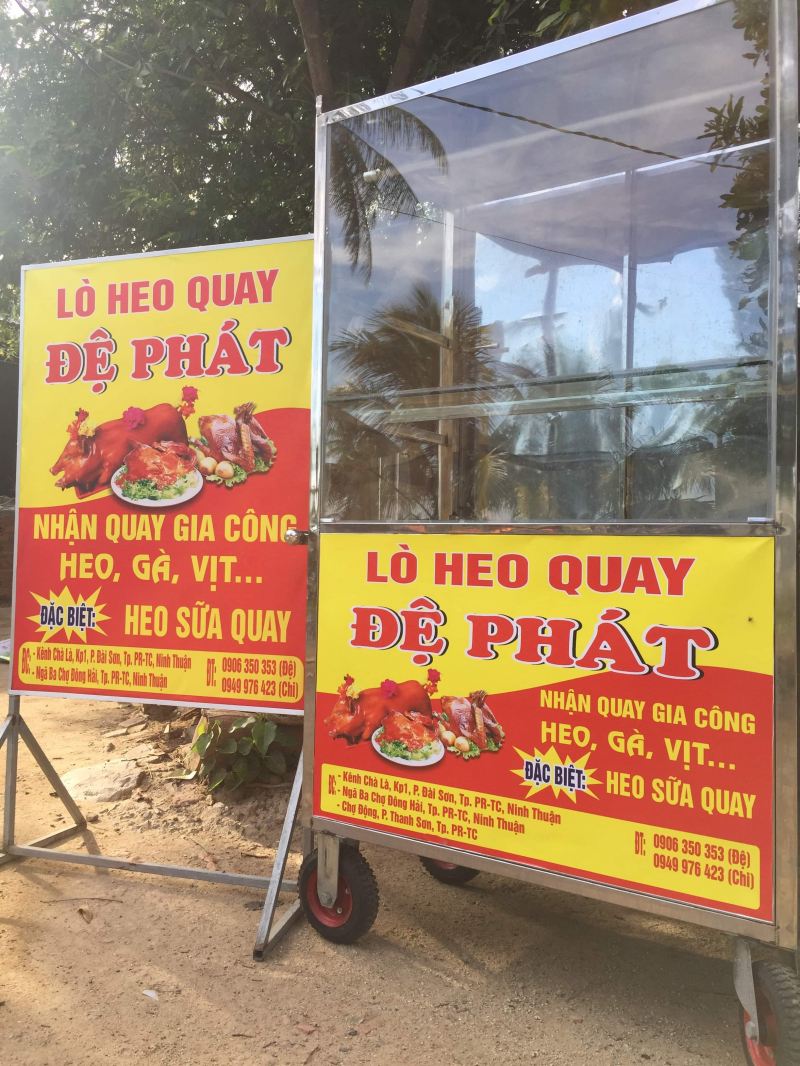 LÒ HEO QUAY
ĐỆ PHÁT
NHẬN QUAY GIA CÔNG
HEO, GÀ, VỊT...
ĐẶC BIỆT:
HEO SỮA QUAY
ĐC: - Kênh Chà Là, Kp1, P. Đài Sơn, Tp. PR-TC, Ninh Thuận
- Ngã Ba Chợ Đông Hải, Tp. PR-TC, Ninh Thuận
ĐT: 0906 350 353 (Đệ)
0949 976 423 (Chi)
LÒ HEO QUAY
ĐỆ PHÁT
NHẬN QUAY GIA CÔNG
HEO, GÀ, VỊT...
ĐẶC BIỆT:
HEO SỮA QUAY
ĐC: - Kênh Chà Là, Kp1, P. Đài Sơn, Tp. PR-TC, Ninh Thuận
- Ngã Ba Chợ Đông Hải, Tp. PR-TC, Ninh Thuận
- Chợ Động, P. Thanh Sơn, Tp. PR-TC
ĐT: 0906 350 353 (Đệ)
0949 976 423 (Chi)